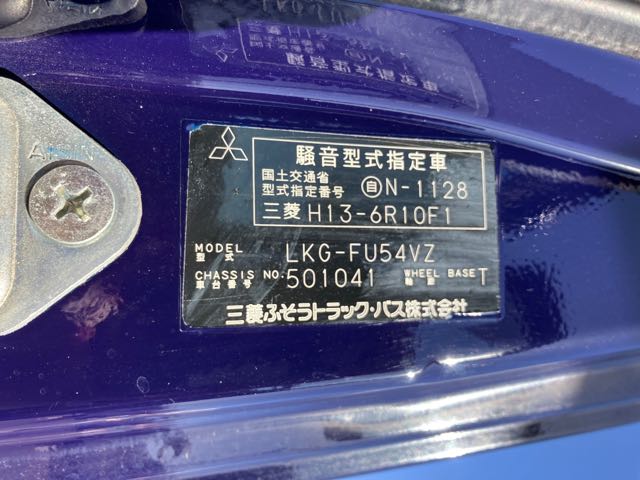 騒音型式指定車
国土交通省
型式指定番号 自N-1128
三菱 H13-6R10F1
MODEL
型式 LKG-FU54VZ
CHASSIS NO. 501041 WHEEL BASE T
車台番号 軸距
三菱ふそうトラック・バス株式会社